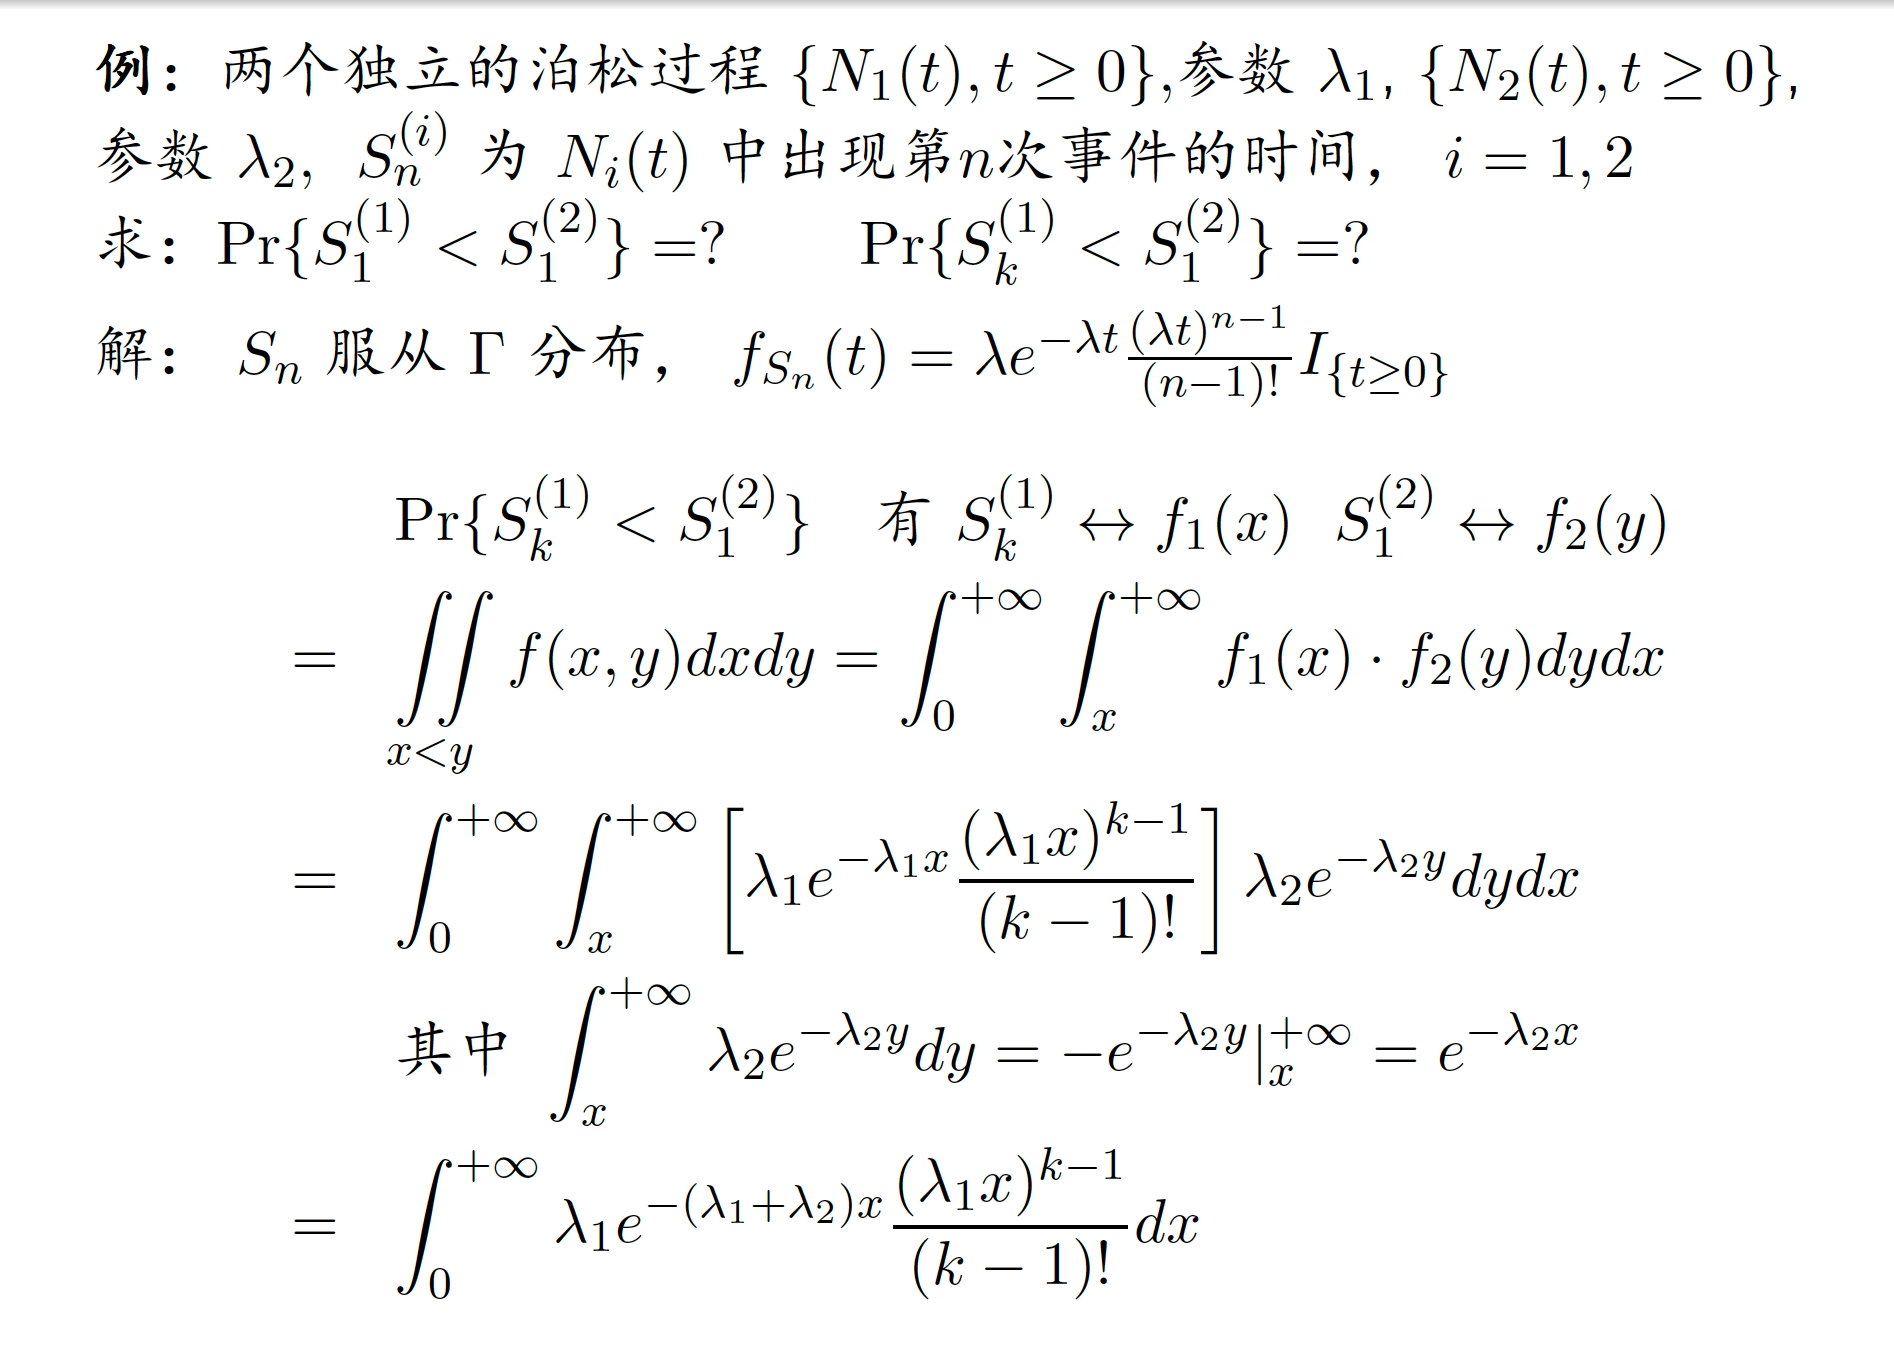 例：两个独立的泊松过程 $\{N_1(t), t \geq 0\}$,参数 $\lambda_1$, $\{N_2(t), t \geq 0\}$,
参数 $\lambda_2$, $S_n^{(i)}$ 为 $N_i(t)$ 中出现第$n$次事件的时间， $i = 1, 2$
求：$\Pr\{S_1^{(1)} < S_1^{(2)}\} =?$ $\Pr\{S_k^{(1)} < S_1^{(2)}\} =?$
解： $S_n$ 服从 $\Gamma$ 分布， $f_{S_n}(t) = \lambda e^{-\lambda t} \frac{(\lambda t)^{n-1}}{(n-1)!} I_{\{t \geq 0\}}$
$\Pr\{S_k^{(1)} < S_1^{(2)}\}$ 有 $S_k^{(1)} \leftrightarrow f_1(x)$ $S_1^{(2)} \leftrightarrow f_2(y)$
$= \iint\limits_{x<y} f(x, y)dxdy = \int_0^{+\infty} \int_x^{+\infty} f_1(x) \cdot f_2(y)dydx$
$= \int_0^{+\infty} \int_x^{+\infty} \left[ \lambda_1 e^{-\lambda_1 x} \frac{(\lambda_1 x)^{k-1}}{(k-1)!} \right] \lambda_2 e^{-\lambda_2 y} dydx$
其中 $\int_x^{+\infty} \lambda_2 e^{-\lambda_2 y} dy = -e^{-\lambda_2 y}|_x^{+\infty} = e^{-\lambda_2 x}$
$= \int_0^{+\infty} \lambda_1 e^{-(\lambda_1+\lambda_2)x} \frac{(\lambda_1 x)^{k-1}}{(k-1)!} dx$